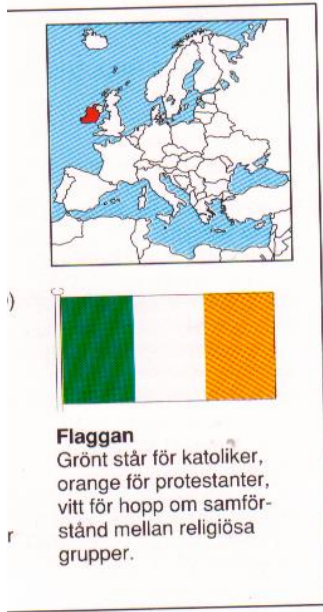 )
Flaggan
Grönt står för katoliker,
orange för protestanter,
vitt för hopp om samför-
stånd mellan religiösa
r
grupper.